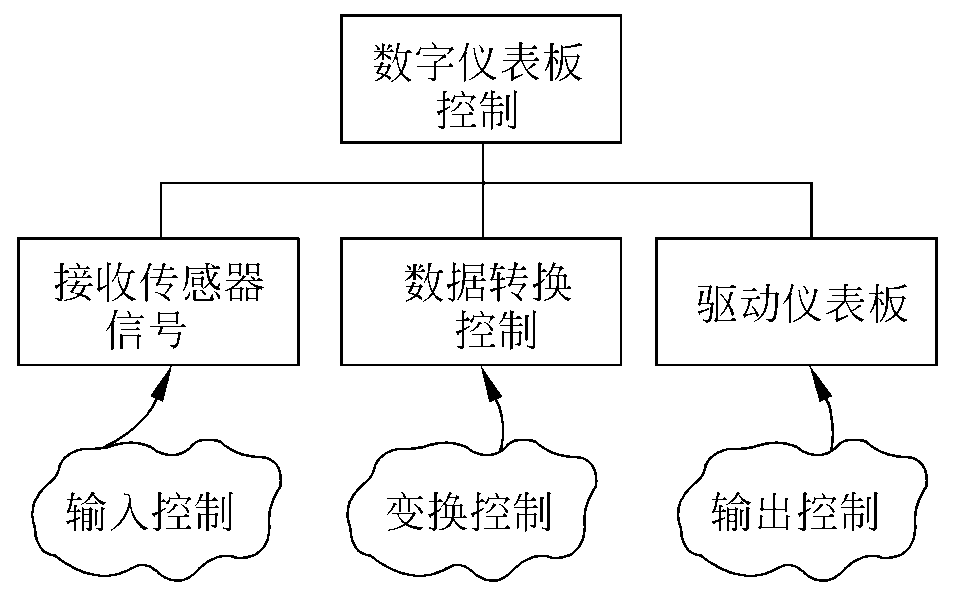 数字仪表板
控制
接收传感器
信号
数据转换
控制
驱动仪表板
输入控制
变换控制
输出控制